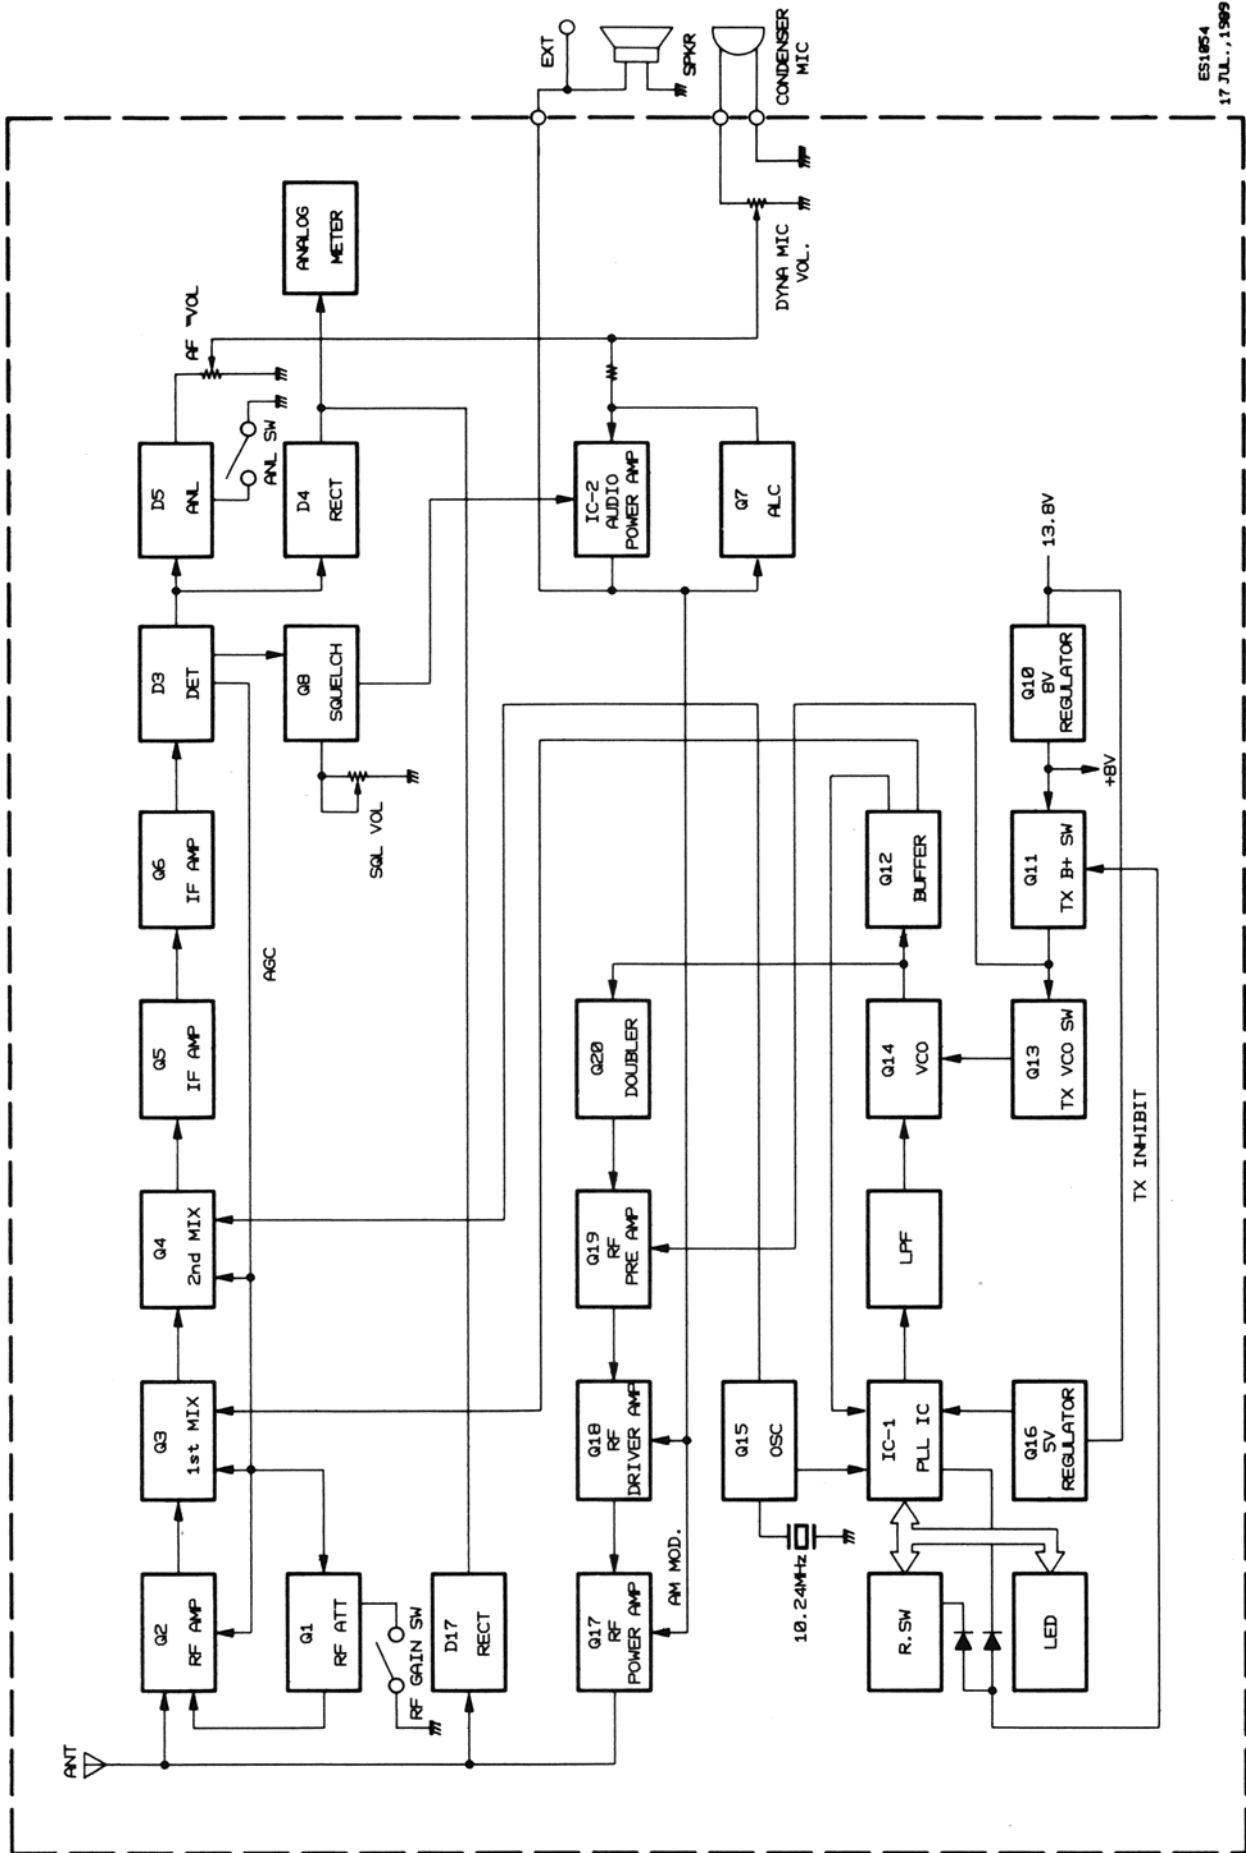 ANT
Q2
RF AMP
Q3
1st MIX
Q4
2nd MIX
Q5
IF AMP
Q6
IF AMP
D3
DET
D5
ANL
AF VOL
ANL SW
AGC
Q1
RF ATT
RF GAIN SW
Q8
SQUELCH
SQL VOL
D4
RECT
ANALOG
METER
D17
RECT
EXT
SPKR
CONDENSER
MIC
DYNA MIC
VOL.
Q17
RF
POWER AMP
Q18
RF
DRIVER AMP
Q19
RF
PRE AMP
Q20
DOUBLER
IC-2
AUDIO
POWER AMP
AM MOD.
Q7
ALC
Q15
OSC
10.24MHz
R.SW
IC-1
PLL IC
LPF
Q14
VCO
Q12
BUFFER
LED
Q16
5V
REGULATOR
Q13
TX VCO SW
Q11
TX B+ SW
Q10
8V
REGULATOR
13.8V
+8V
TX INHIBIT
ES1054
17 JUL.,1989